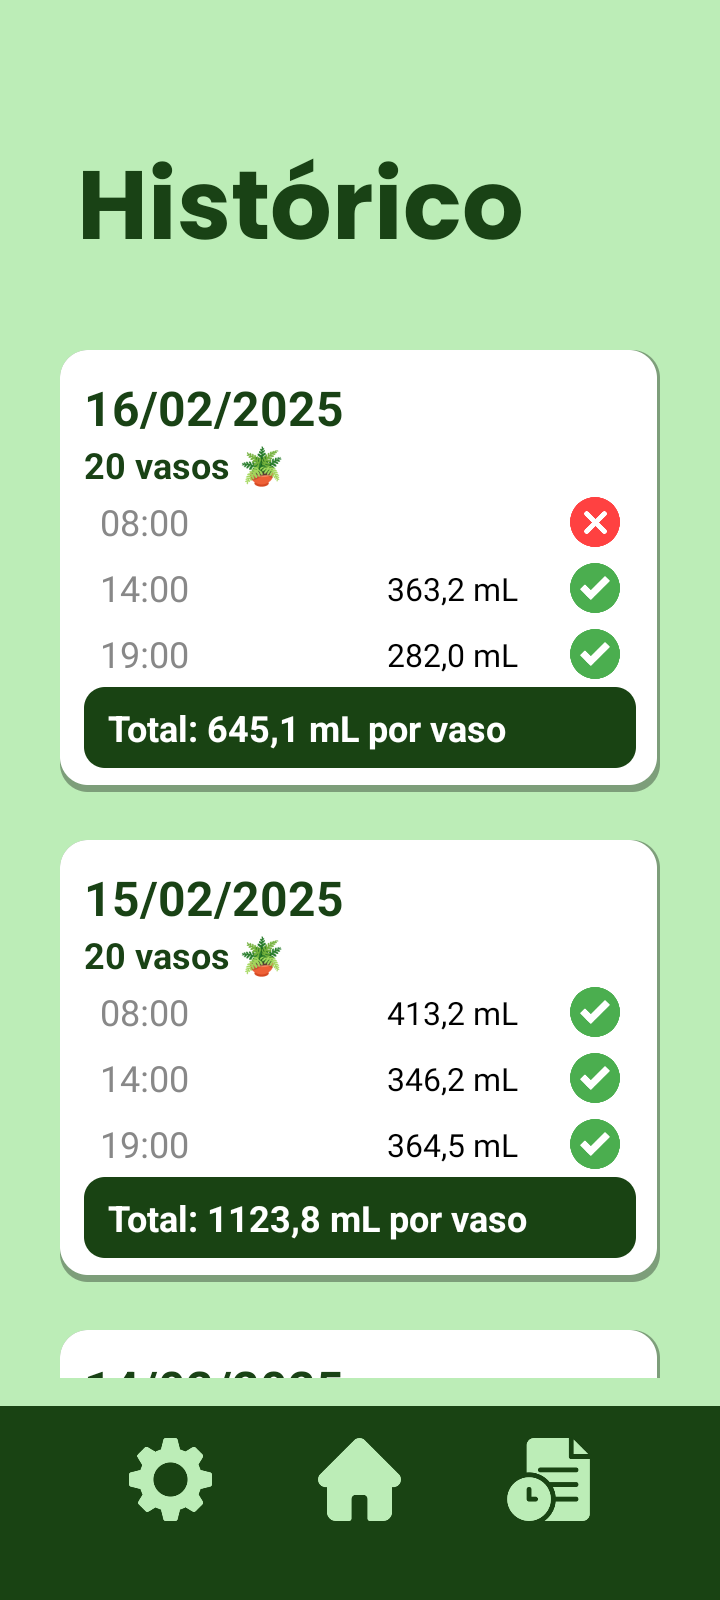 Histórico
16/02/2025
20 vasos
08:00
14:00 363,2 mL
19:00 282,0 mL
Total: 645,1 mL por vaso
15/02/2025
20 vasos
08:00 413,2 mL
14:00 346,2 mL
19:00 364,5 mL
Total: 1123,8 mL por vaso